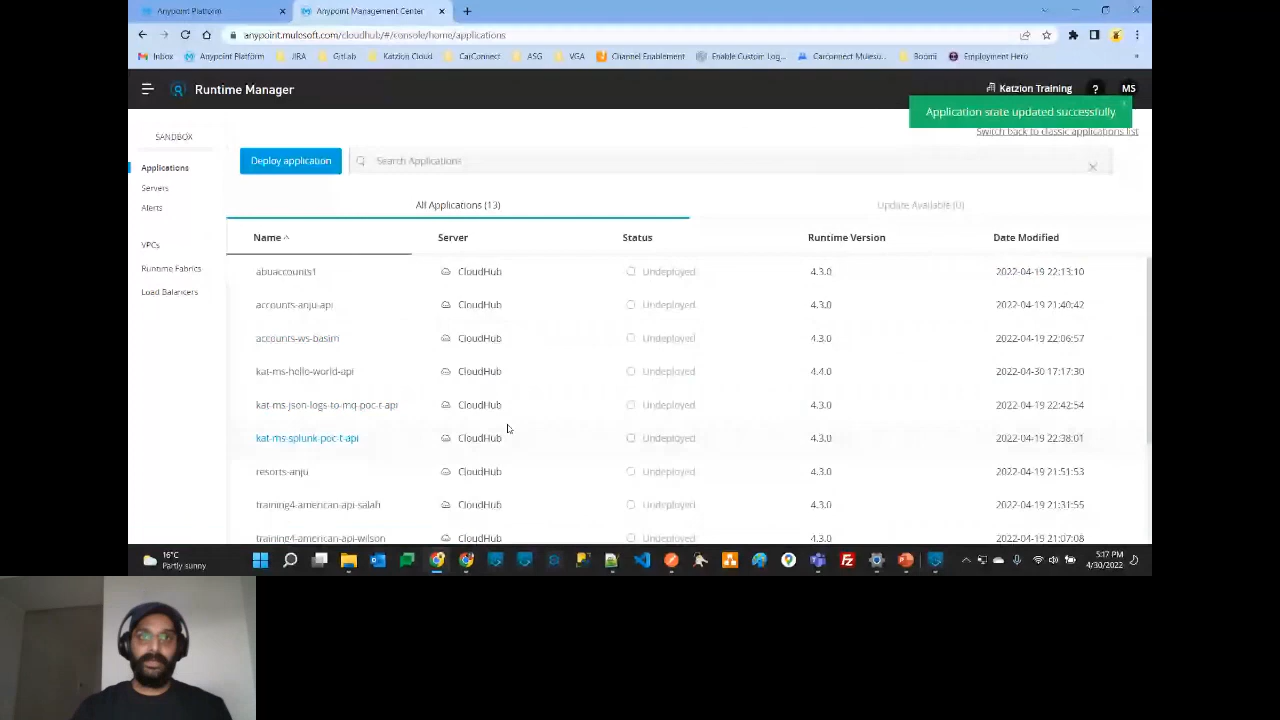 Anypoint Platform
Anypoint Management Center
anypoint.mulesoft.com/cloudhub/#/console/home/applications
Inbox Anypoint Platform JIRA GitLab Katzion Cloud CarConnect ASG VGA Channel Enablement Enable Custom Log... Carconnect Mulesof... Boomi Employment Hero
Runtime Manager
Katzion Training ? MS
Application srate updated successfully
SANDBOX
Switch back to classic applications list
Deploy application Search Applications
Applications
Servers
Alerts
VPCs
Runtime Fabrics
Load Balancers
All Applications (13) Update Available (0)
Name Server Status Runtime Version Date Modified
abuaccounts1 CloudHub Undeployed 4.3.0 2022-04-19 22:13:10
accounts-anju-api CloudHub Undeployed 4.3.0 2022-04-19 21:40:42
accounts-ws-basim CloudHub Undeployed 4.3.0 2022-04-19 22:06:57
kat-ms-hello-world-api CloudHub Undeployed 4.4.0 2022-04-30 17:17:30
kat-ms-json-logs-to-mq-poc-t-api CloudHub Undeployed 4.3.0 2022-04-19 22:42:54
kat-ms-splunk-poc-t-api CloudHub Undeployed 4.3.0 2022-04-19 22:38:01
resorts-anju CloudHub Undeployed 4.3.0 2022-04-19 21:51:53
training4-american-api-salah CloudHub Undeployed 4.3.0 2022-04-19 21:31:55
training4-american-api-wilson CloudHub Undeployed 4.3.0 2022-04-19 21:07:08
16°C
Partly sunny
5:17 PM
4/30/2022